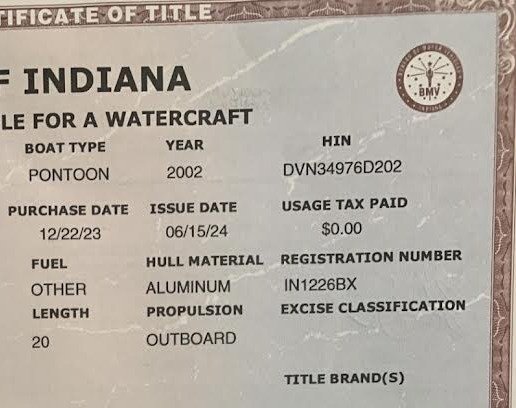 TIFICATE OF TITLE
F INDIANA
LE FOR A WATERCRAFT
BMV
BOAT TYPE YEAR HIN
PONTOON 2002 DVN34976D202
PURCHASE DATE ISSUE DATE USAGE TAX PAID
12/22/23 06/15/24 $0.00
FUEL HULL MATERIAL REGISTRATION NUMBER
OTHER ALUMINUM IN1226BX
LENGTH PROPULSION EXCISE CLASSIFICATION
20 OUTBOARD
TITLE BRAND(S)